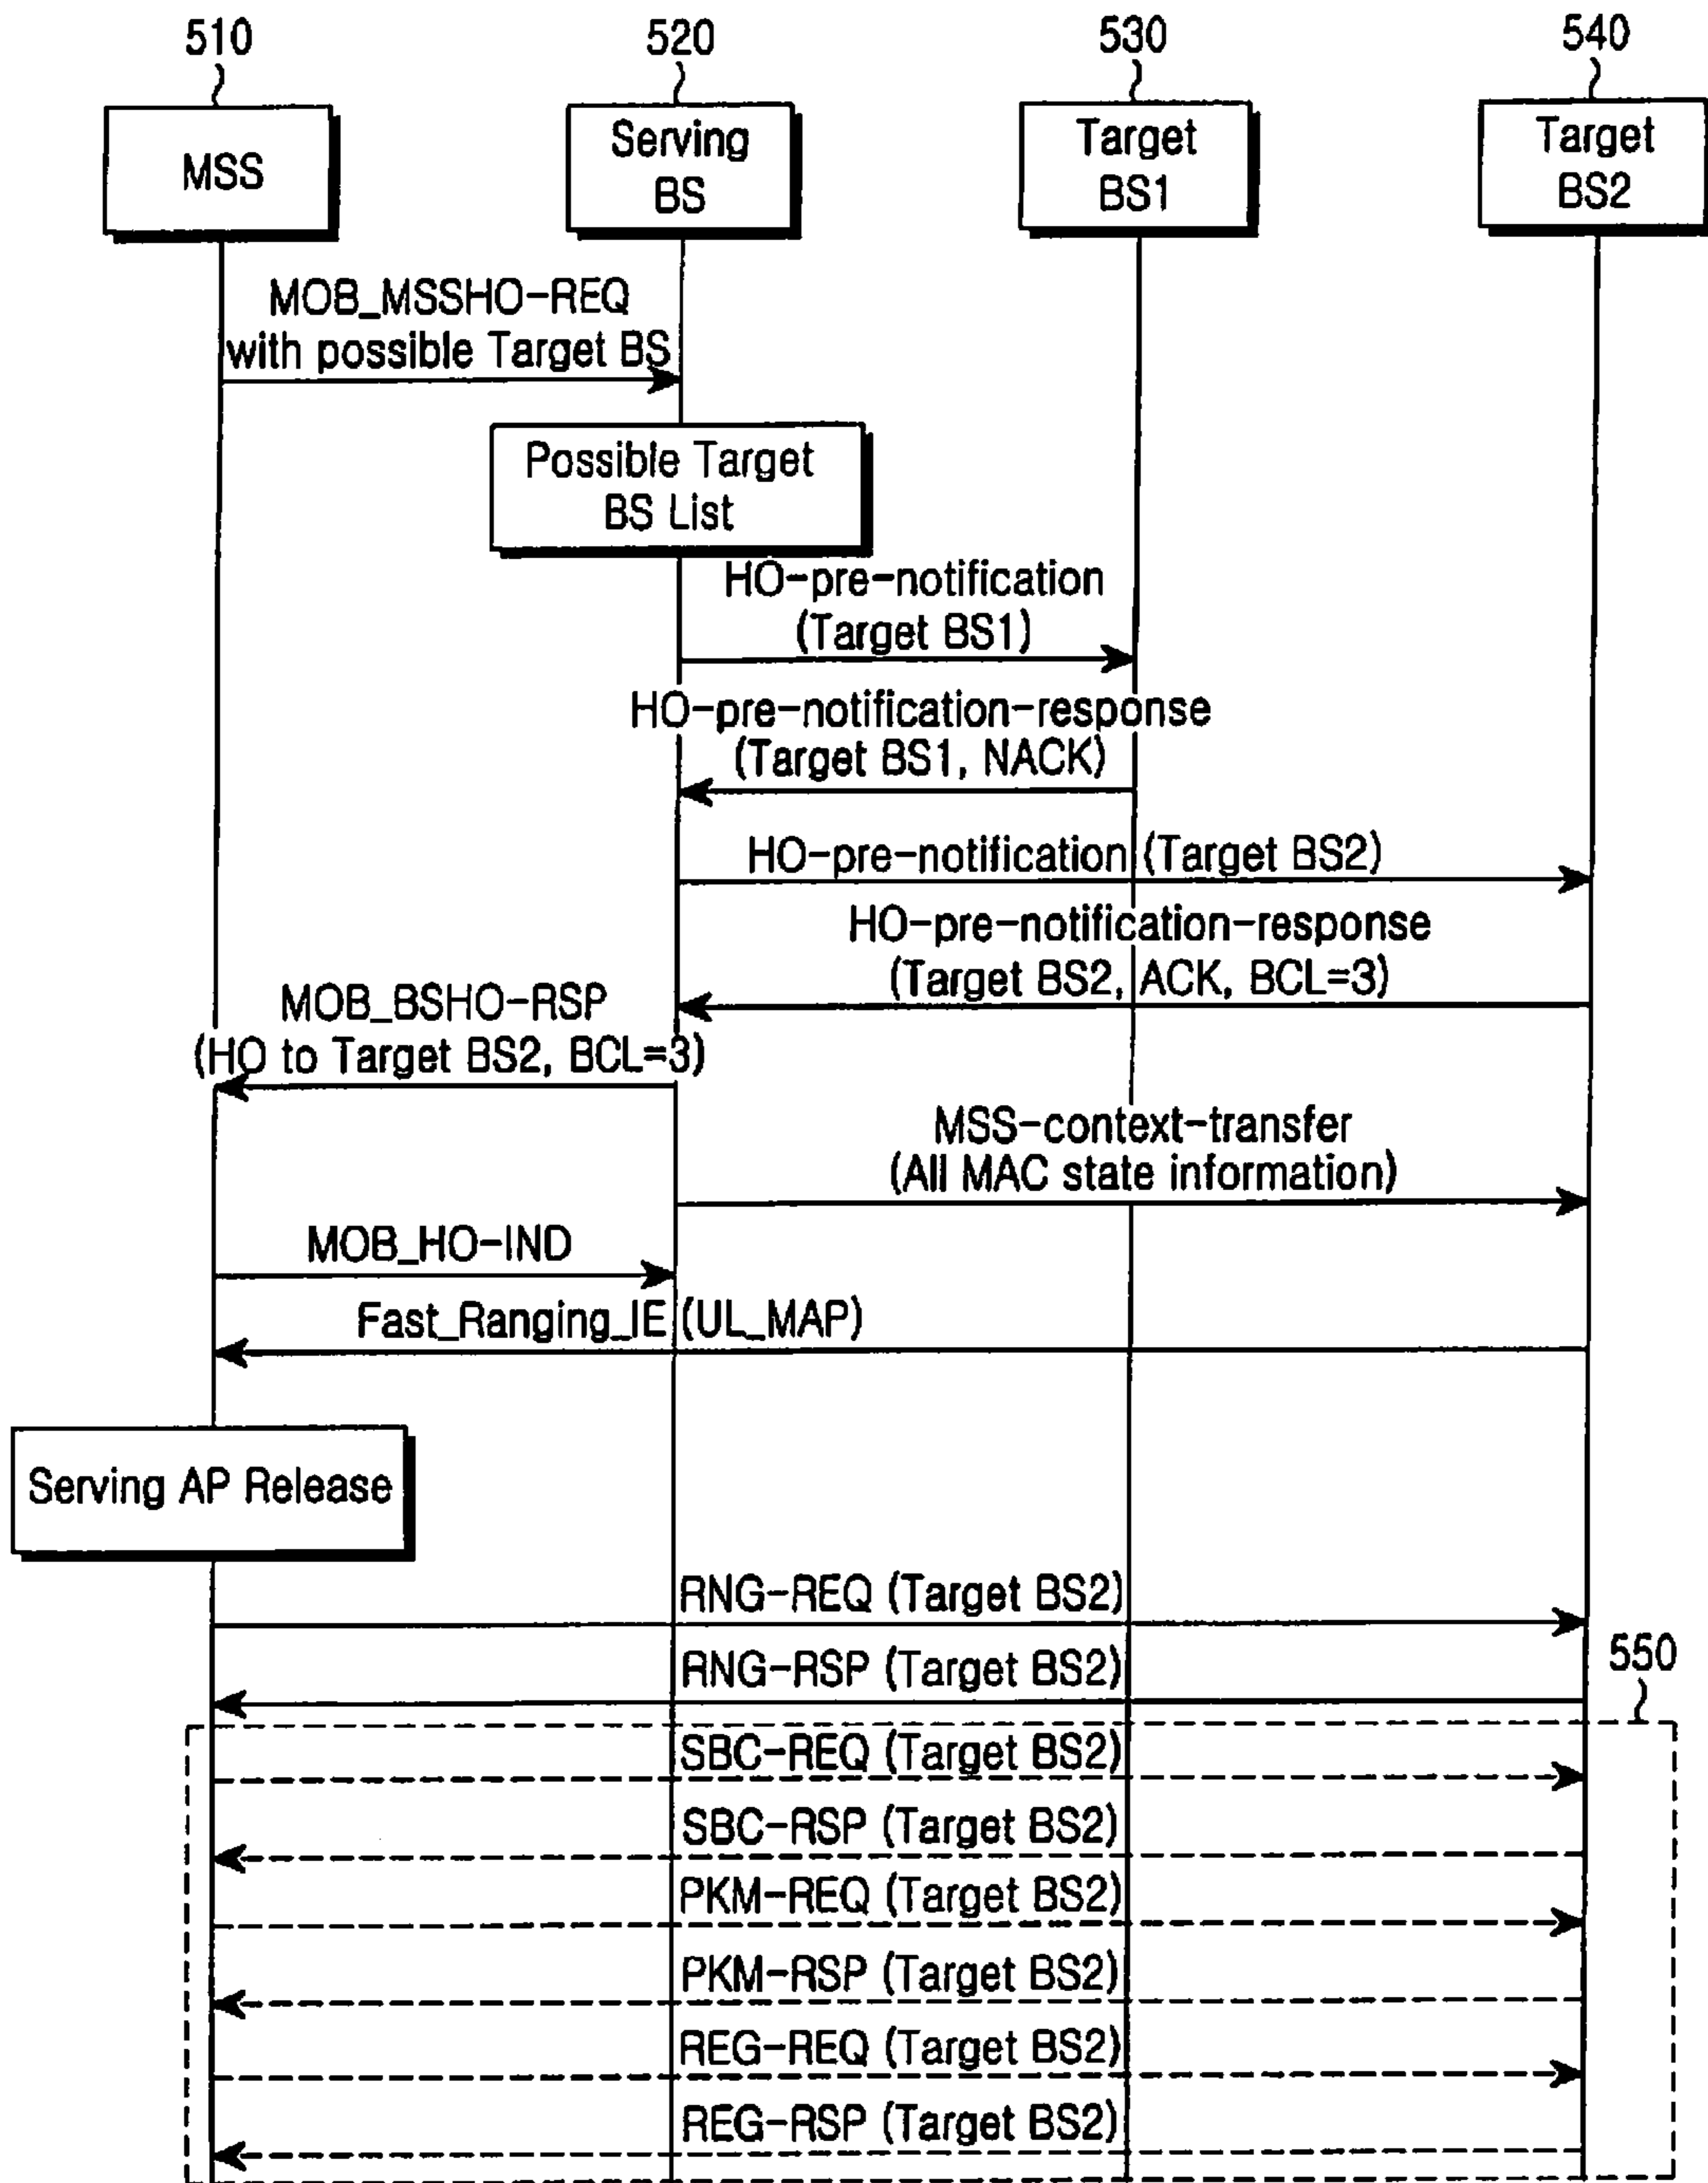 510
520
530
540
MSS
Serving
BS
Target
BS1
Target
BS2
MOB_MSSHO-REQ
with possible Target BS
Possible Target
BS List
HO-pre-notification
(Target BS1)
HO-pre-notification-response
(Target BS1, NACK)
HO-pre-notification (Target BS2)
HO-pre-notification-response
(Target BS2, ACK, BCL=3)
MOB_BSHO-RSP
(HO to Target BS2, BCL=3)
MSS-context-transfer
(All MAC state information)
MOB_HO-IND
Fast_Ranging_IE (UL_MAP)
Serving AP Release
RNG-REQ (Target BS2)
RNG-RSP (Target BS2)
550
SBC-REQ (Target BS2)
SBC-RSP (Target BS2)
PKM-REQ (Target BS2)
PKM-RSP (Target BS2)
REG-REQ (Target BS2)
REG-RSP (Target BS2)